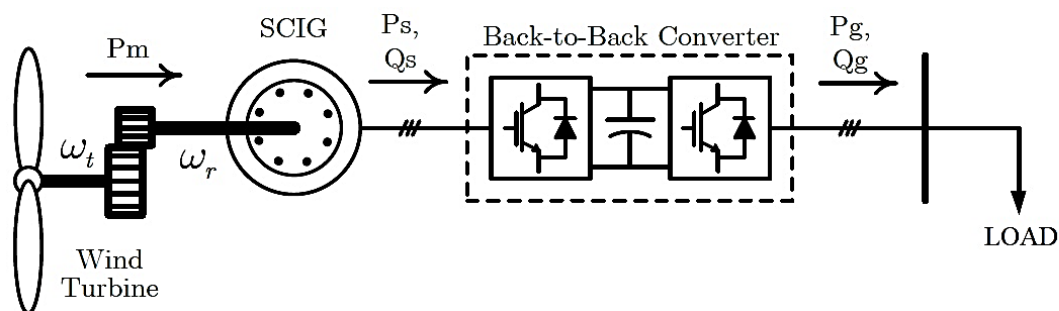 Pm
SCIG
Ps,
Qs
Back-to-Back Converter
Pg,
Qg
ωt
ωr
Wind
Turbine
LOAD